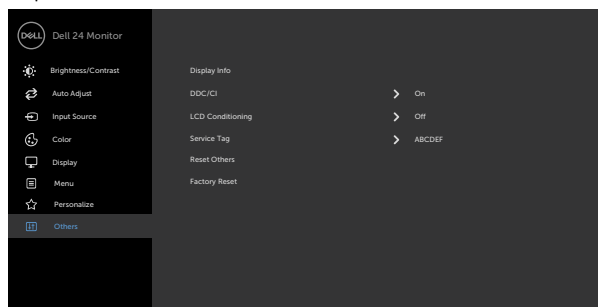 DELL Dell 24 Monitor
Brightness/Contrast
Auto Adjust
Input Source
Color
Display
Menu
Personalize
Others
Display Info
DDC/CI On
LCD Conditioning Off
Service Tag ABCDEF
Reset Others
Factory Reset